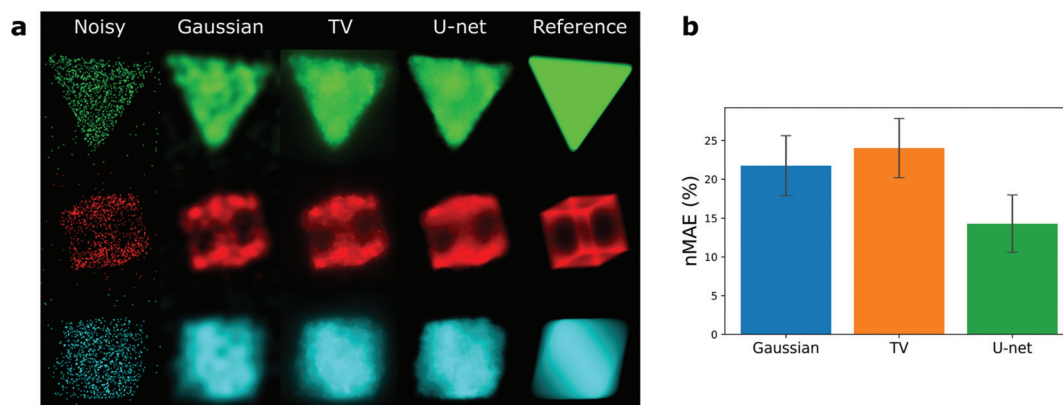 a
Noisy Gaussian TV U-net Reference
b
nMAE (%)
25
20
15
10
5
0
Gaussian TV U-net